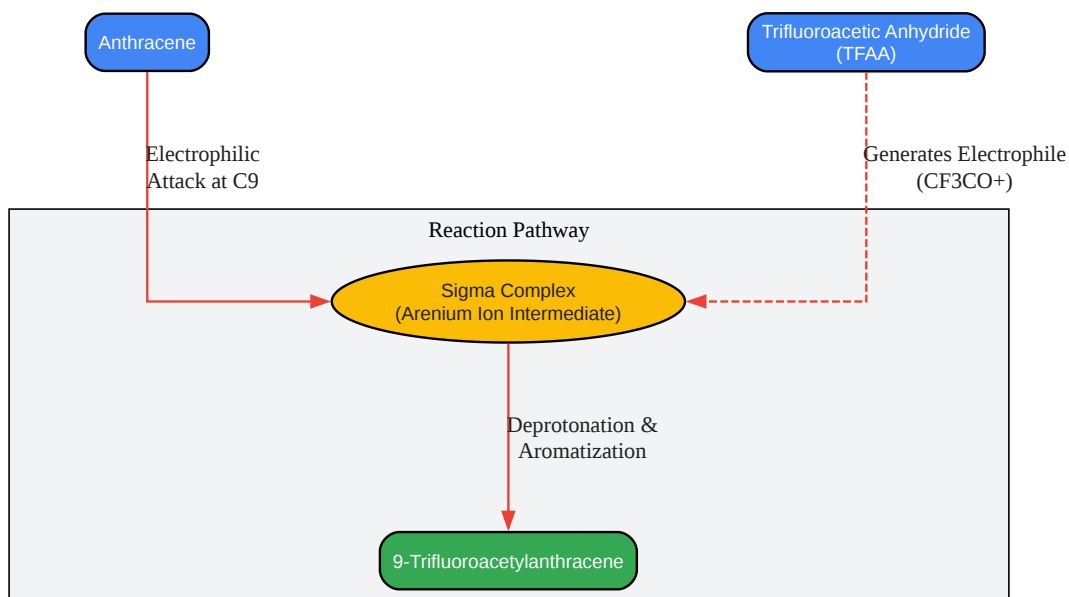 Anthracene
Trifluoroacetic Anhydride
(TFAA)
Electrophilic
Attack at C9
Generates Electrophile
(CF3CO+)
Reaction Pathway
Sigma Complex
(Arenium Ion Intermediate)
Deprotonation &
Aromatization
9-Trifluoroacetylanthracene